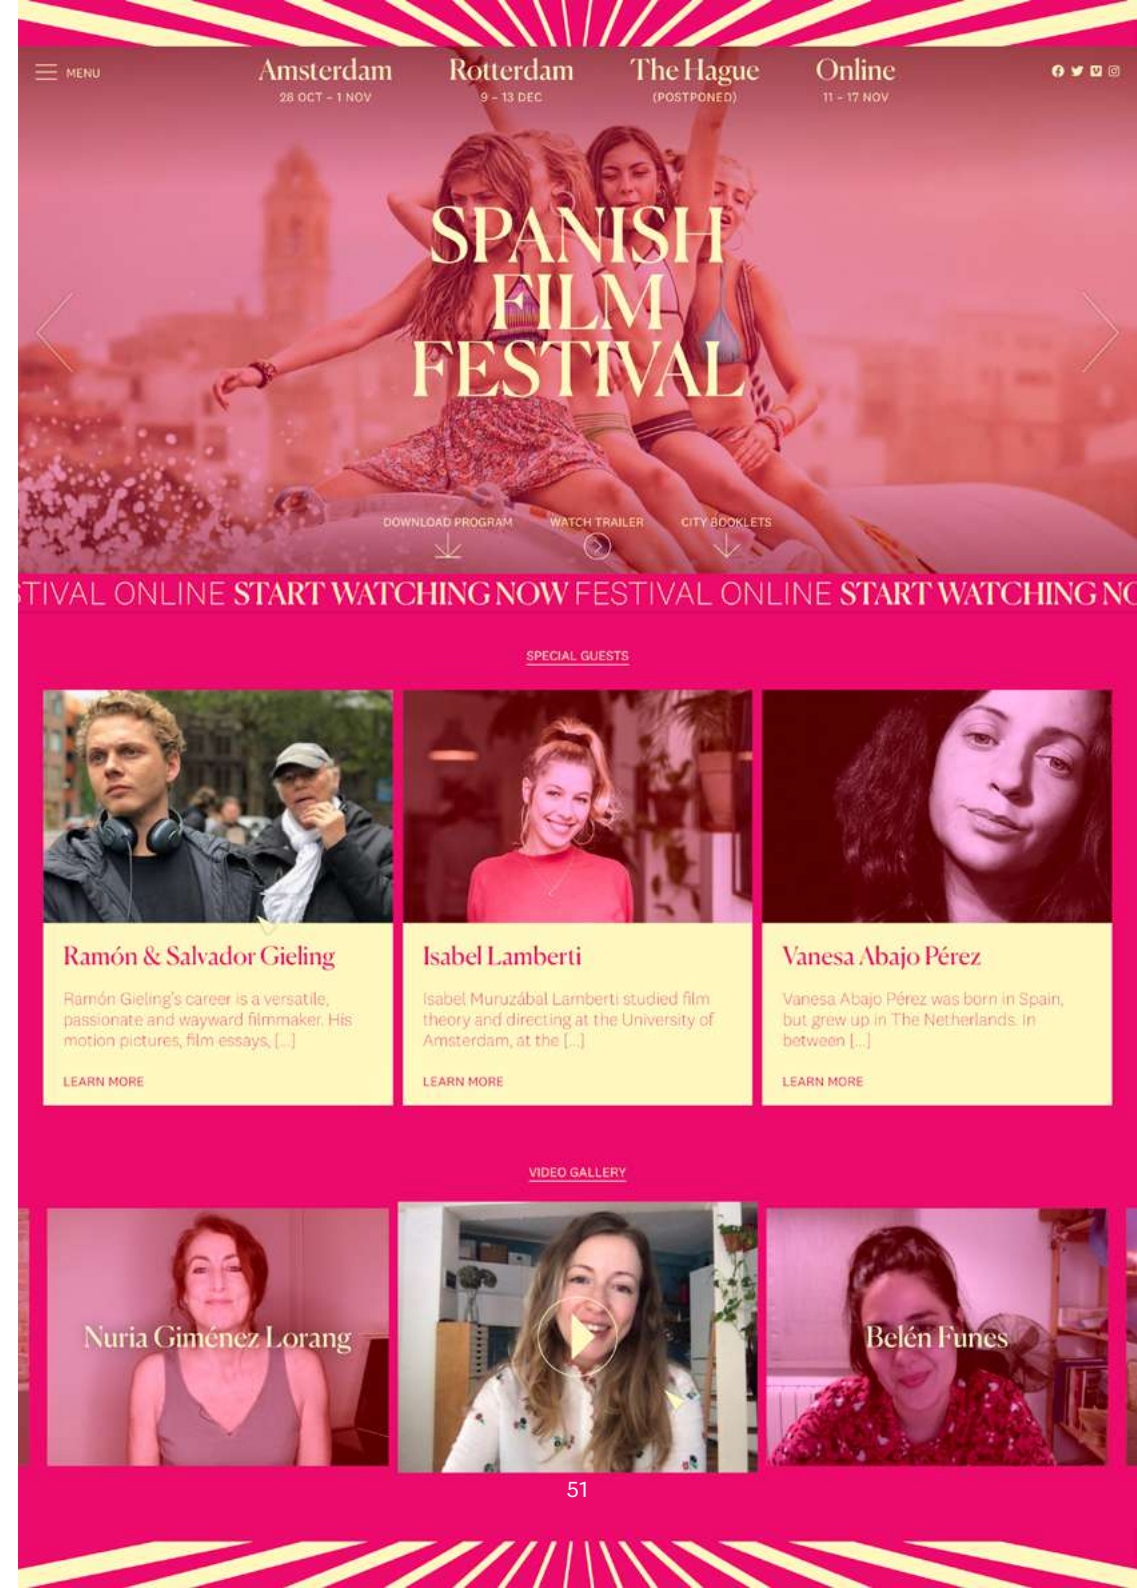 MENU
Amsterdam
28 OCT – 1 NOV
Rotterdam
9 – 13 DEC
The Hague
(POSTPONED)
Online
11 – 17 NOV
SPANISH
FILM
FESTIVAL
DOWNLOAD PROGRAM
WATCH TRAILER
CITY BOOKLETS
STIVAL ONLINE START WATCHING NOW FESTIVAL ONLINE START WATCHING NO
SPECIAL GUESTS
Ramón & Salvador Gieling
Ramón Gieling's career is a versatile,
passionate and wayward filmmaker. His
motion pictures, film essays, [...]
LEARN MORE
Isabel Lamberti
Isabel Muruzábal Lamberti studied film
theory and directing at the University of
Amsterdam, at the [...]
LEARN MORE
Vanesa Abajo Pérez
Vanesa Abajo Pérez was born in Spain,
but grew up in The Netherlands. In
between [...]
LEARN MORE
VIDEO GALLERY
Nuria Giménez Lorang
Belén Funes
51